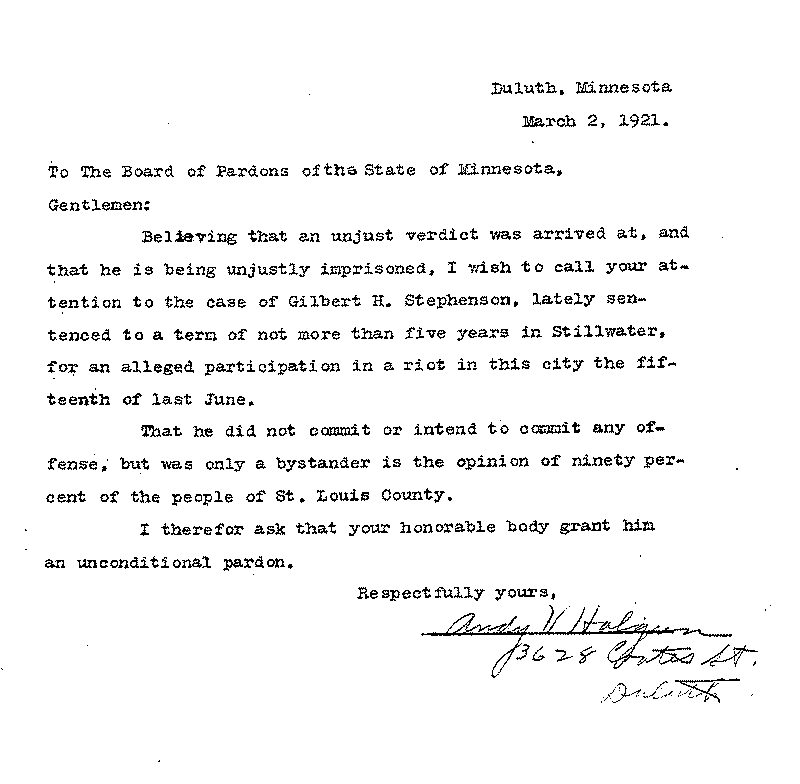 Duluth, Minnesota
March 2, 1921.
To The Board of Pardons ofthe State of Minnesota,
Gentlemen:
Believing that an unjust verdict was arrived at, and
that he is being unjustly imprisoned, I wish to call your at-
tention to the case of Gilbert H. Stephenson, lately sen-
tenced to a term of not more than five years in Stillwater,
for an alleged participation in a riot in this city the fif-
teenth of last June.
That he did not commit or intend to commit any of-
fense, but was only a bystander is the opinion of ninety per-
cent of the people of St. Louis County.
I therefor ask that your honorable body grant him
an unconditional pardon.
Respectfully yours,
Andy
3628 St.
Duluth